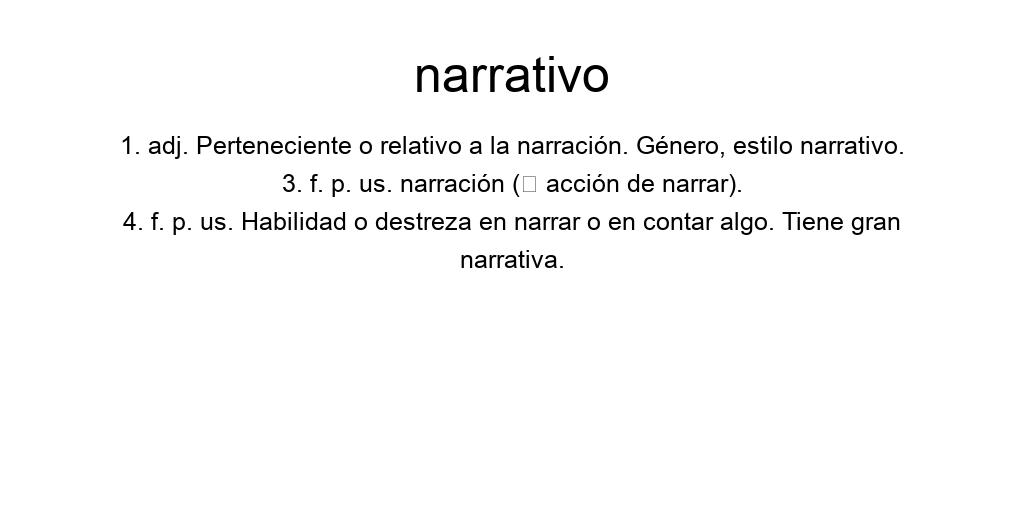 narrativo
1. adj. Perteneciente o relativo a la narración. Género, estilo narrativo.
3. f. p. us. narración (□ acción de narrar).
4. f. p. us. Habilidad o destreza en narrar o en contar algo. Tiene gran
narrativa.